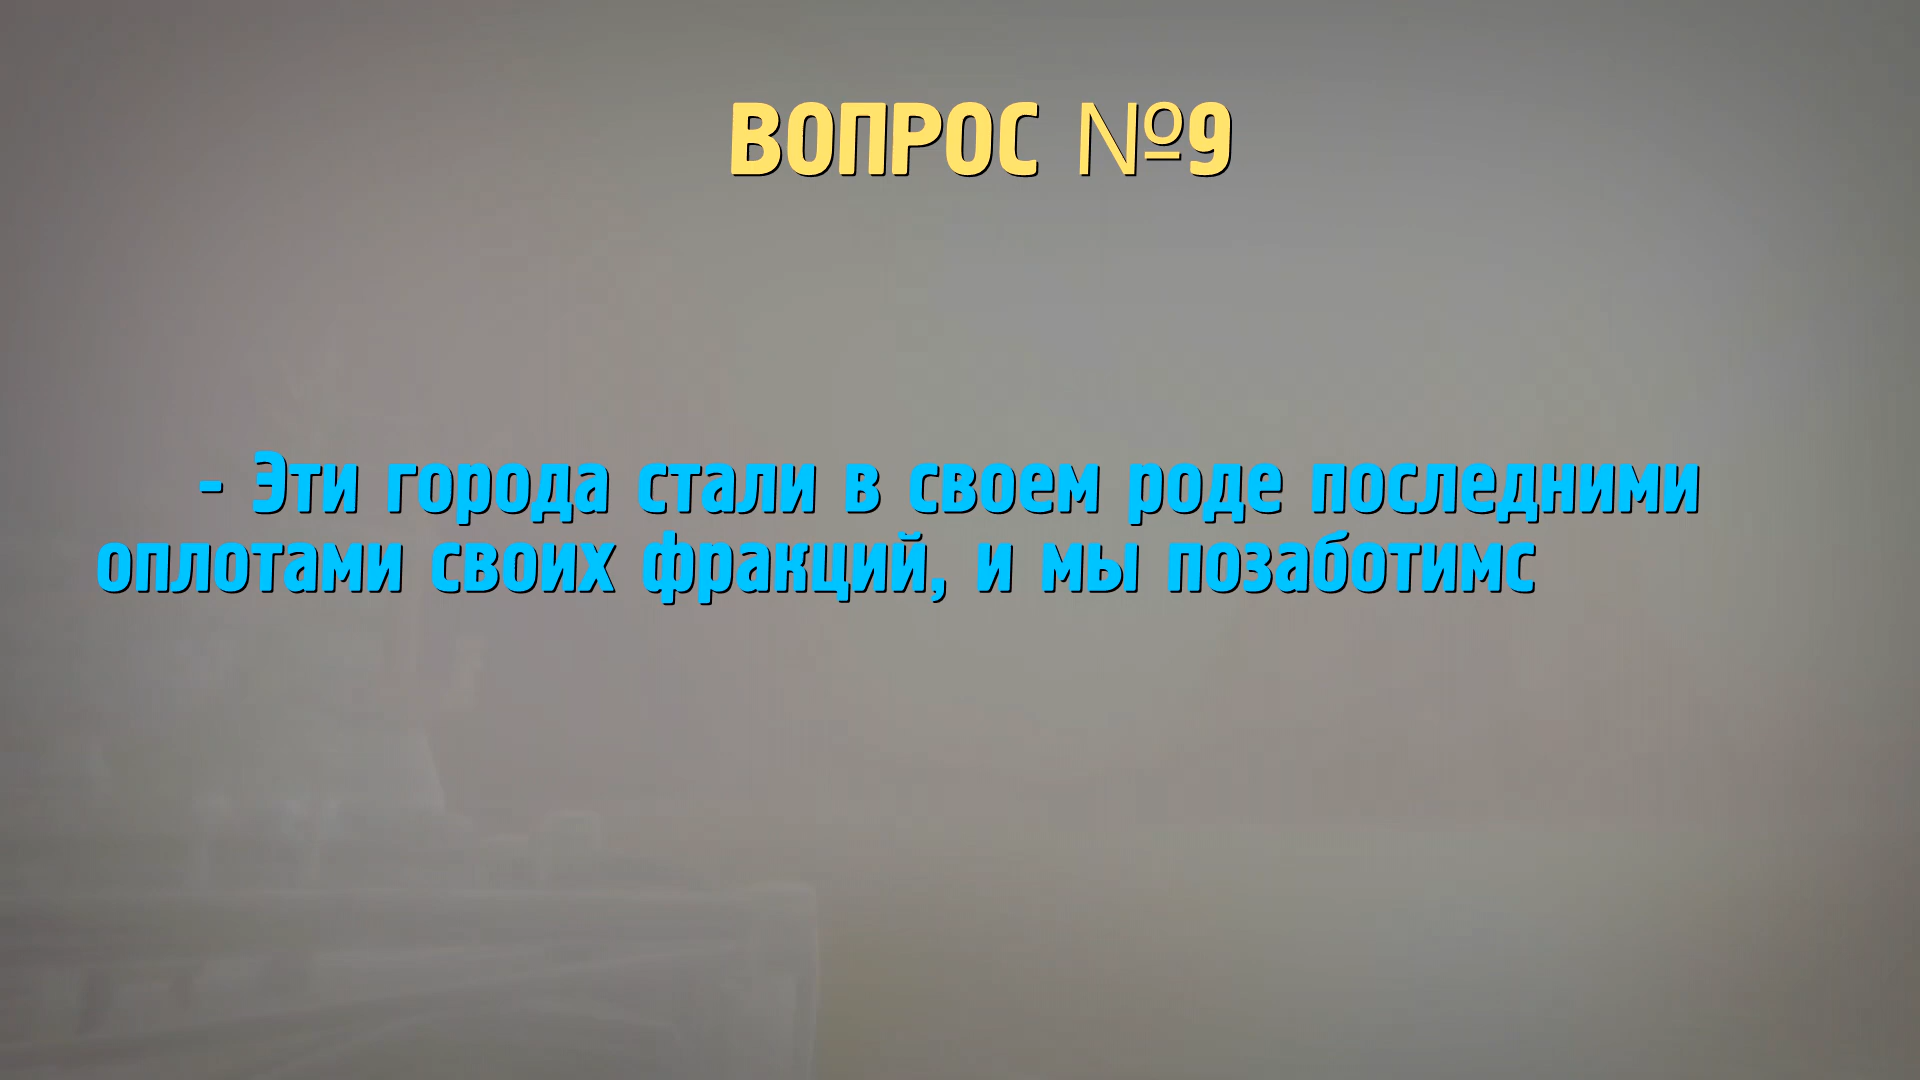 ВОПРОС №9
- Эти города стали в своем роде последними
оплотами своих фракций, и мы позаботимс